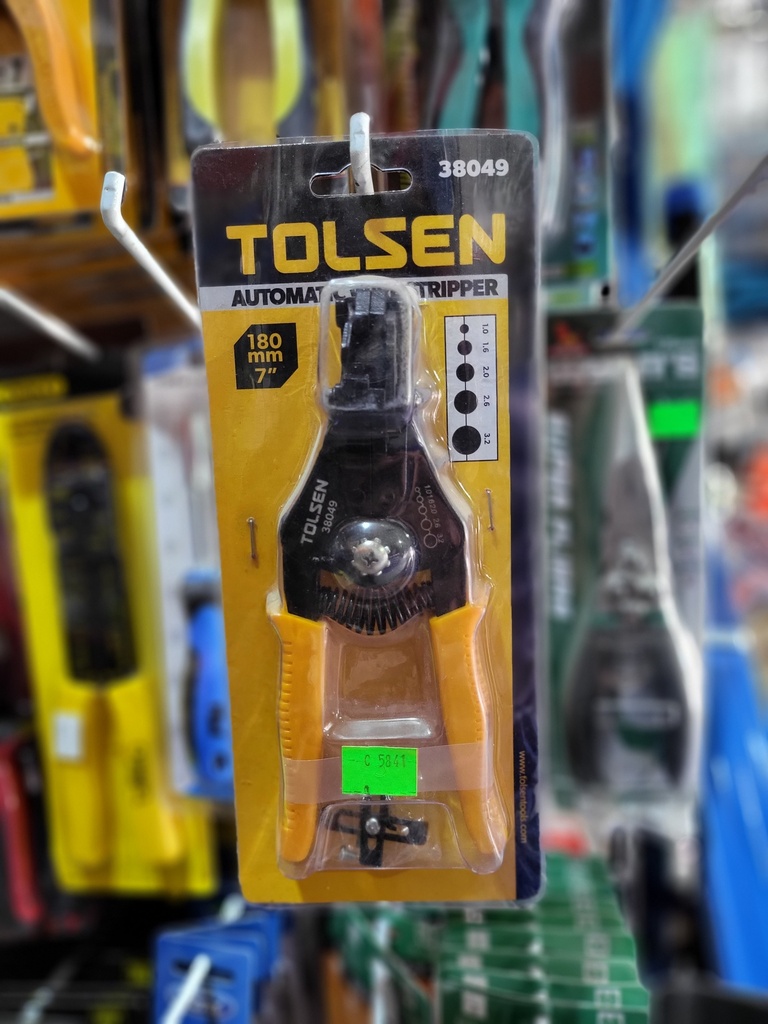 38049
TOLSEN
AUTOMATIC STRIPPER
180
mm
7"
1.0
1.6
2.0
2.6
3.2
TOLSEN
38049
C 5841
www.tolsentools.com